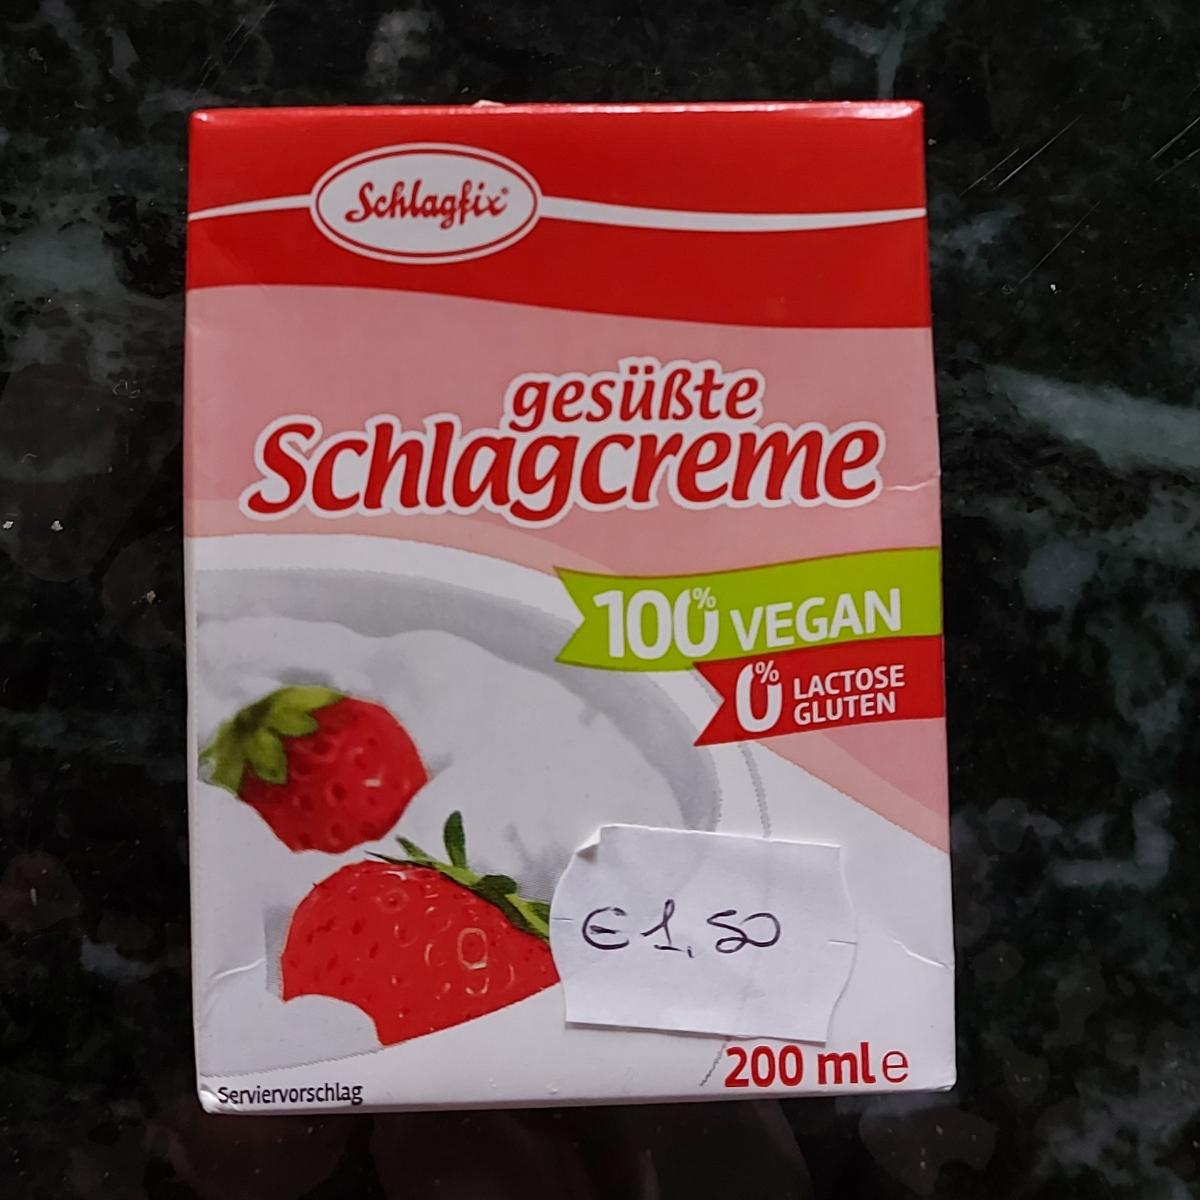 Schlagfix®
gesüßte
Schlagcreme
100% VEGAN
0% LACTOSE
GLUTEN
€1,50
200 ml e
Serviervorschlag